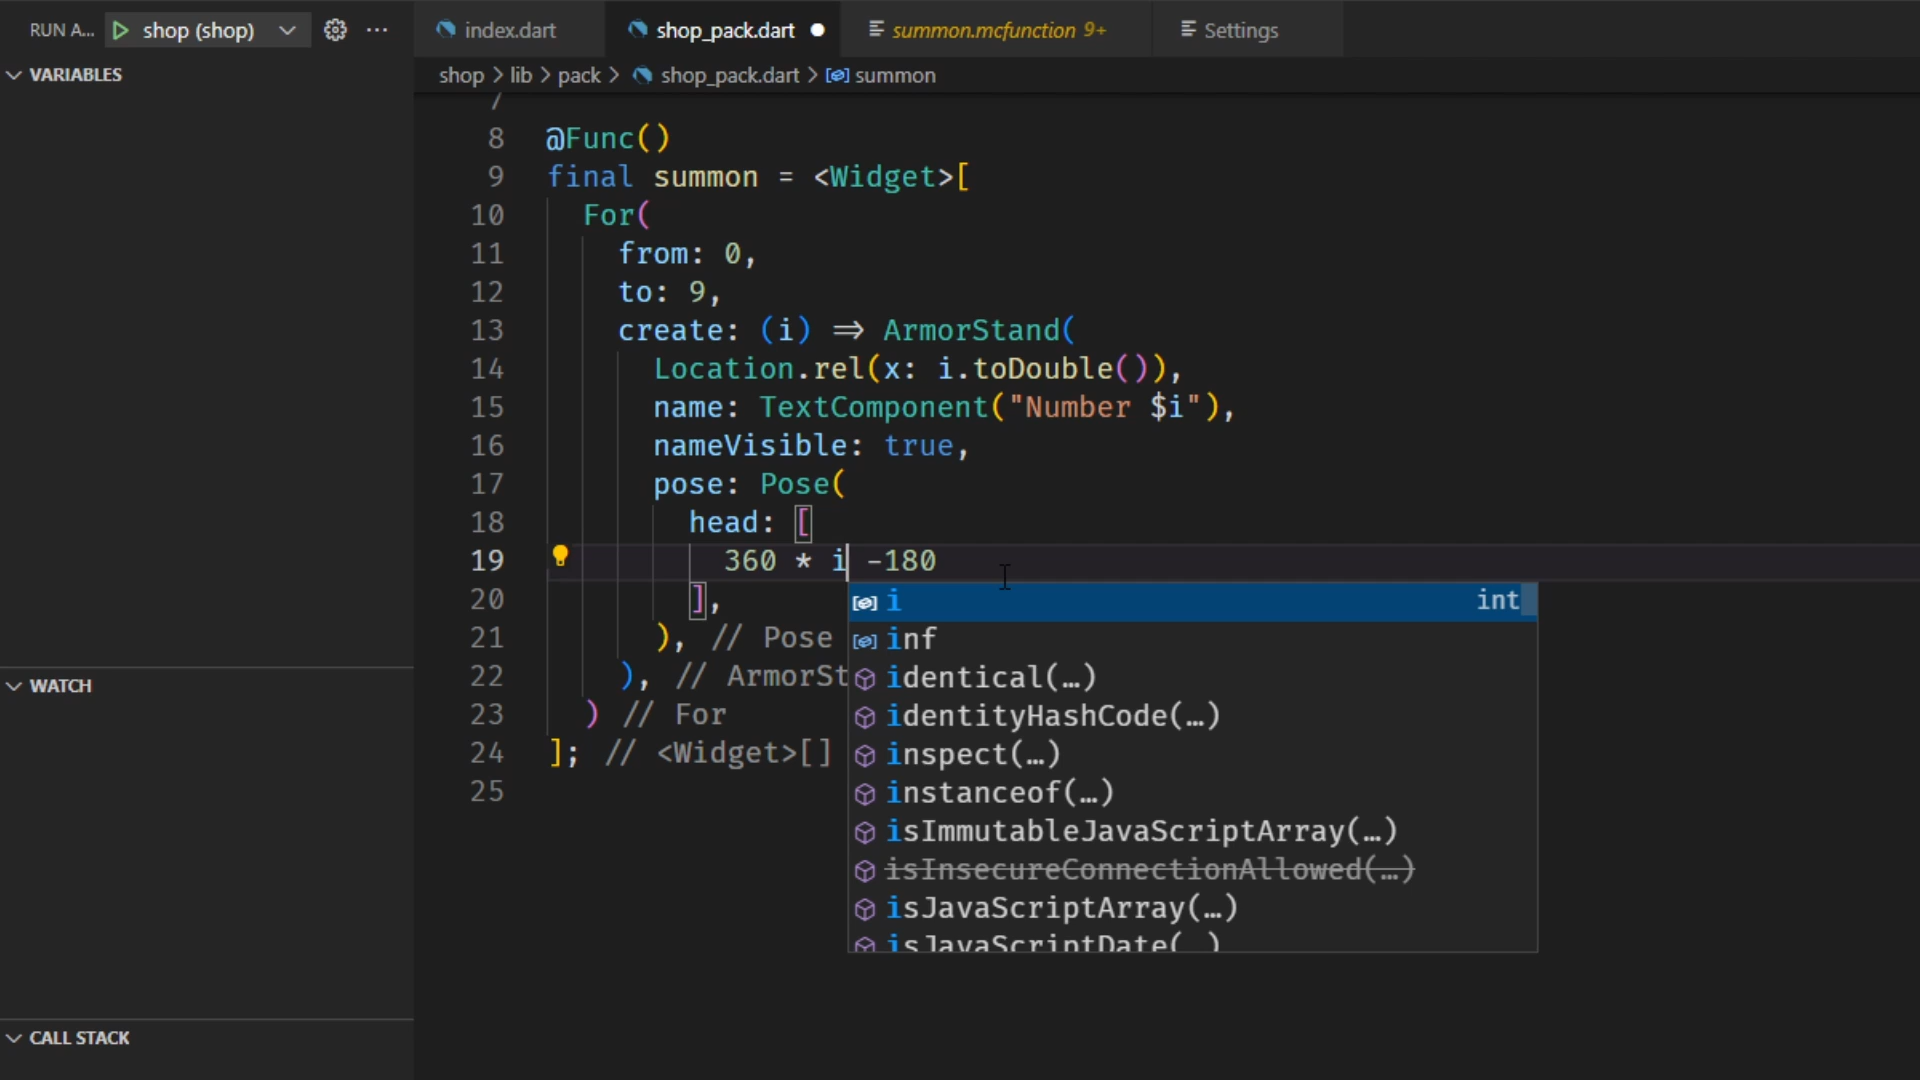 RUN A... shop (shop)
index.dart
shop_pack.dart
summon.mcfunction 9+
Settings
VARIABLES
shop > lib > pack > shop_pack.dart > summon
7
8 @Func()
9 final summon = <Widget>[
10 For(
11 from: 0,
12 to: 9,
13 create: (i) => ArmorStand(
14 Location.rel(x: i.toDouble()),
15 name: TextComponent("Number $i"),
16 nameVisible: true,
17 pose: Pose(
18 head: [
19 360 * i -180
20 ],
21 ), // Pose
22 ), // ArmorSt
23 ) // For
24 ]; // <Widget>[]
25
i int
inf
identical(…)
identityHashCode(…)
inspect(…)
instanceof(…)
isImmutableJavaScriptArray(…)
isInsecureConnectionAllowed(…)
isJavaScriptArray(…)
isJavaScriptDate(…)
WATCH
CALL STACK